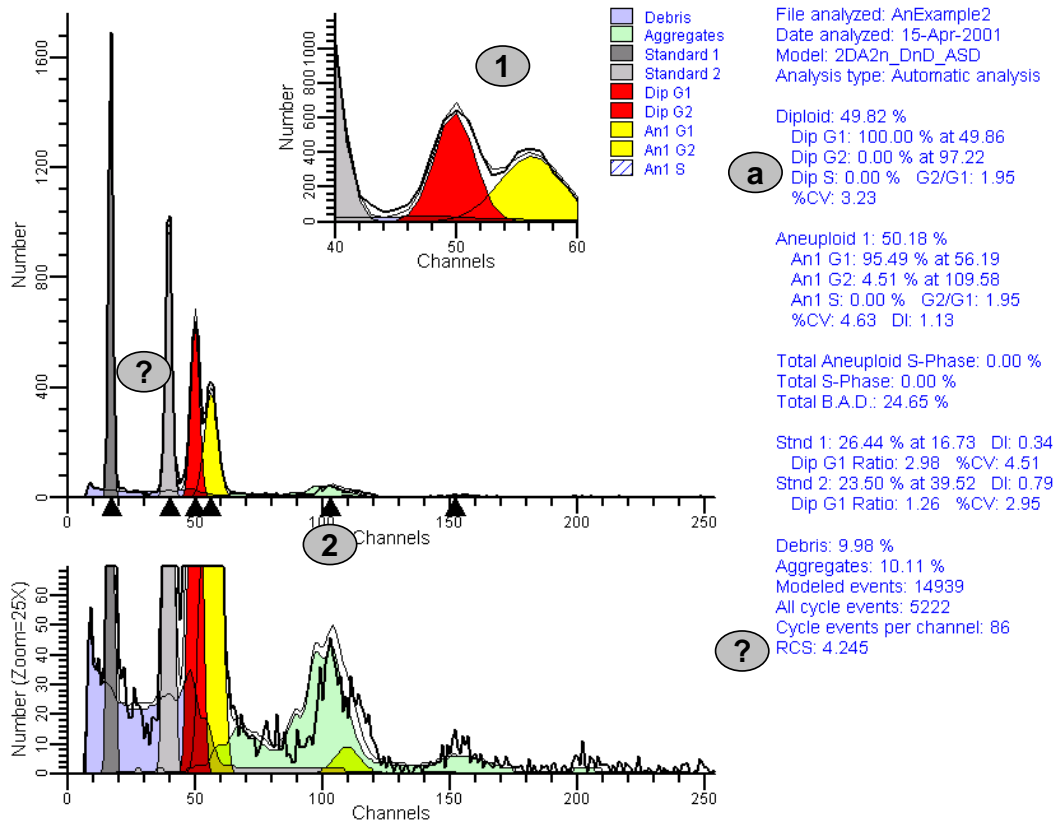 Debris
Aggregates
Standard 1
Standard 2
Dip G1
Dip G2
An1 G1
An1 G2
An1 S
File analyzed: AnExample2
Date analyzed: 15-Apr-2001
Model: 2DA2n_DnD_ASD
Analysis type: Automatic analysis
Diploid: 49.82 %
Dip G1: 100.00 % at 49.86
Dip G2: 0.00 % at 97.22
Dip S: 0.00 % G2/G1: 1.95
%CV: 3.23
Aneuploid 1: 50.18 %
An1 G1: 95.49 % at 56.19
An1 G2: 4.51 % at 109.58
An1 S: 0.00 % G2/G1: 1.95
%CV: 4.63 DI: 1.13
Total Aneuploid S-Phase: 0.00 %
Total S-Phase: 0.00 %
Total B.A.D.: 24.65 %
Stnd 1: 26.44 % at 16.73 DI: 0.34
Dip G1 Ratio: 2.98 %CV: 4.51
Stnd 2: 23.50 % at 39.52 DI: 0.79
Dip G1 Ratio: 1.26 %CV: 2.95
Debris: 9.98 %
Aggregates: 10.11 %
Modeled events: 14939
All cycle events: 5222
Cycle events per channel: 86
RCS: 4.245
a
?
1
Number
0 200 400 600 800 1000
40 50 60
Channels
?
Number
0 400 800 1200 1600
0 50 100 150 200 250
Channels
2
Number (Zoom=25X)
0 10 20 30 40 50 60
0 50 100 150 200 250
Channels